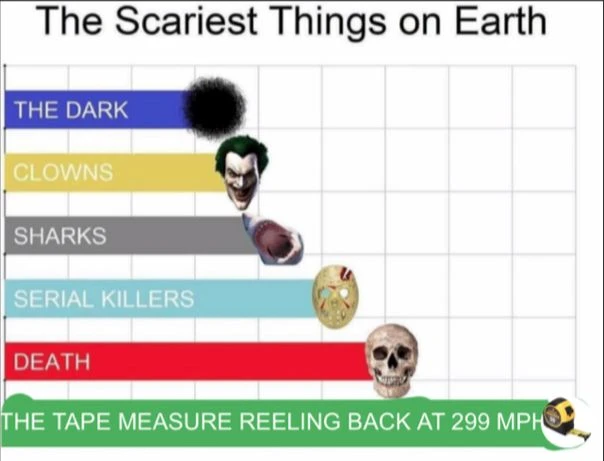 The Scariest Things on Earth
THE DARK
CLOWNS
SHARKS
SERIAL KILLERS
DEATH
THE TAPE MEASURE REELING BACK AT 299 MPH